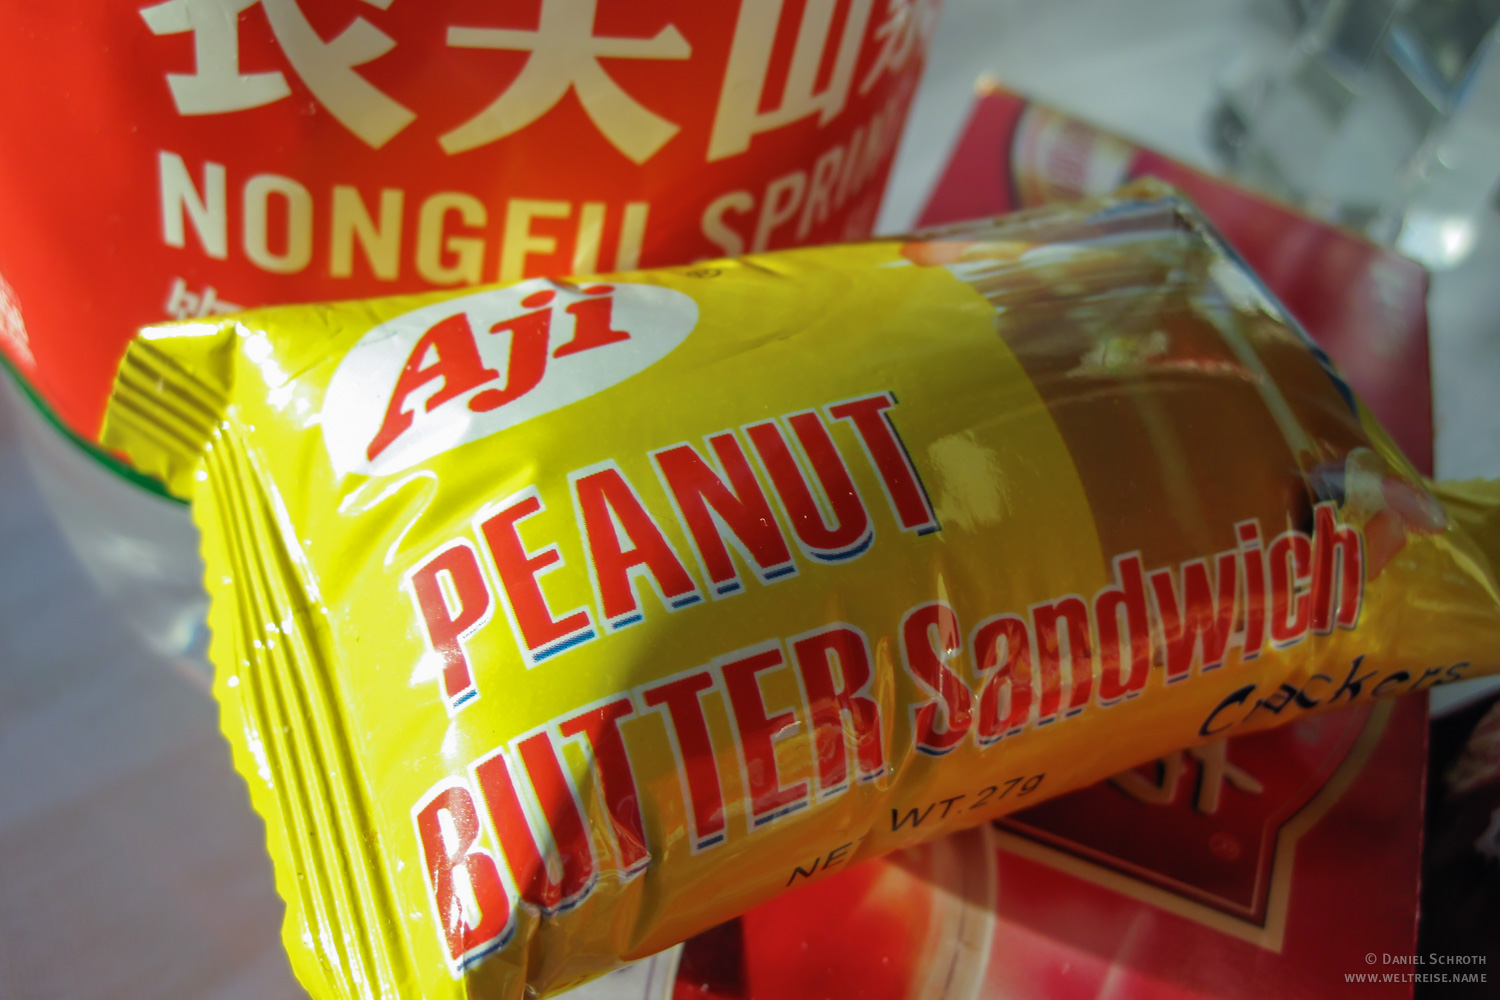 农夫山泉
NONGFU SPRING
Aji ®
PEANUT
BUTTER Sandwich
Crackers
NET WT.27g
© DANIEL SCHROTH
WWW.WELTREISE.NAME